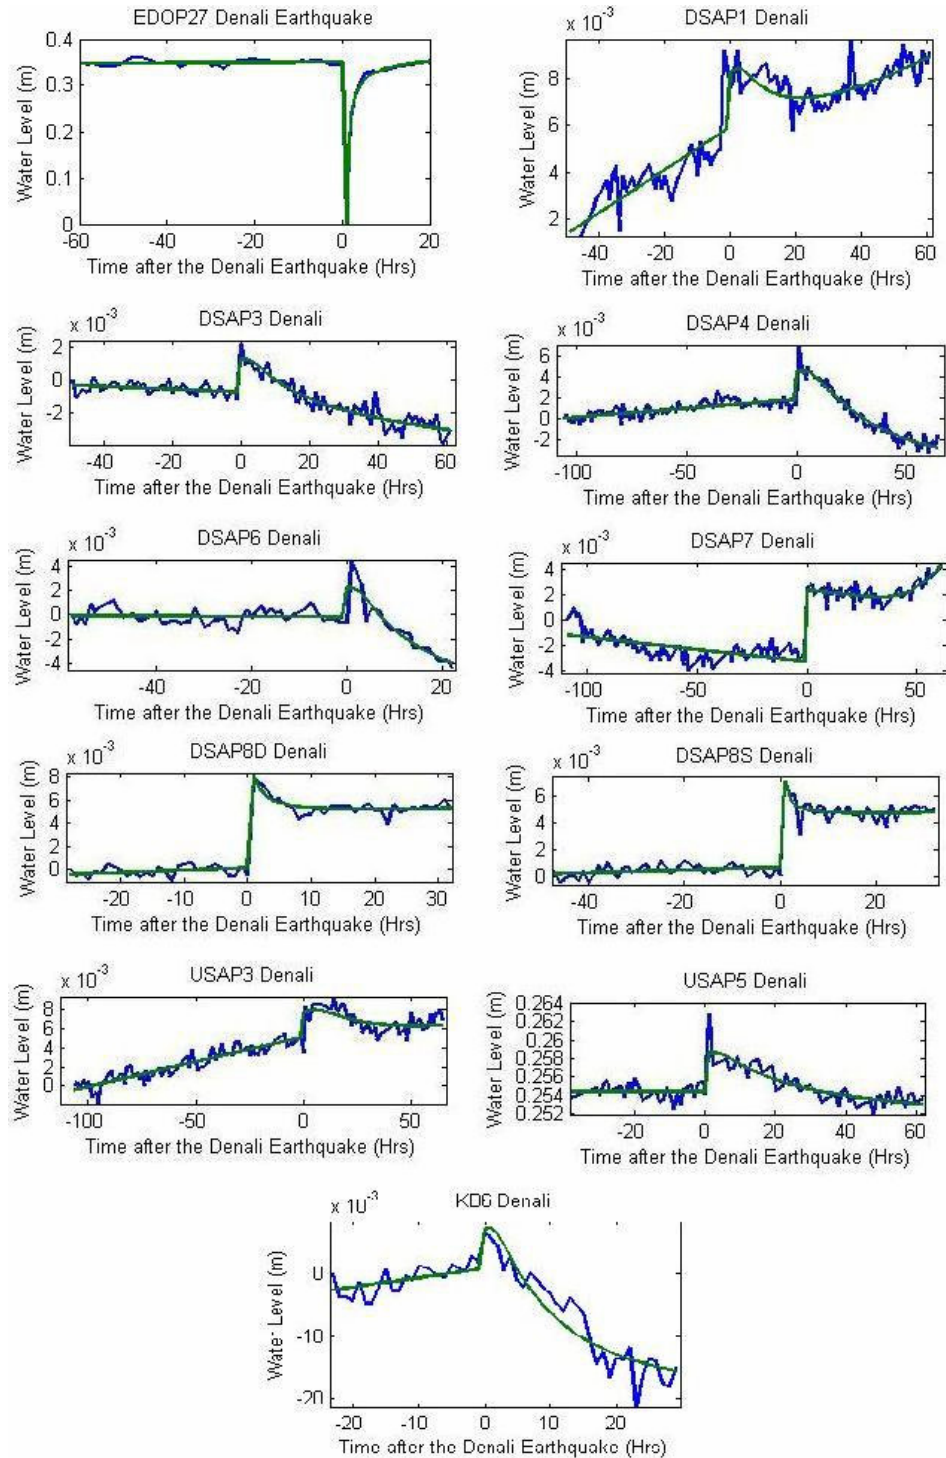 EDOP27 Denali Earthquake
0.4
0.3
0.2
0.1
0
Water Level (m)
-60 -40 -20 0 20
Time after the Denali Earthquake (Hrs)
x 10-3
DSAP1 Denali
8
6
4
2
Water Level (m)
-40 -20 0 20 40 60
Time after the Denali Earthquake (Hrs)
x 10-3
DSAP3 Denali
2
0
-2
Water Level (m)
-40 -20 0 20 40 60
Time after the Denali Earthquake (Hrs)
x 10-3
DSAP4 Denali
6
4
2
0
-2
Water Level (m)
-100 -50 0 50
Time after the Denali Earthquake (Hrs)
x 10-3
DSAP6 Denali
4
2
0
-2
-4
Water Level (m)
-40 -20 0 20
Time after the Denali Earthquake (Hrs)
x 10-3
DSAP7 Denali
4
2
0
-2
-4
Water Level (m)
-100 -50 0 50
Time after the Denali Earthquake (Hrs)
x 10-3
DSAP8D Denali
8
6
4
2
0
Water Level (m)
-20 -10 0 10 20 30
Time after the Denali Earthquake (Hrs)
x 10-3
DSAP8S Denali
6
4
2
0
Water Level (m)
-40 -20 0 20
Time after the Denali Earthquake (Hrs)
x 10-3
USAP3 Denali
8
6
4
2
0
Water Level (m)
-100 -50 0 50
Time after the Denali Earthquake (Hrs)
USAP5 Denali
0.264
0.262
0.26
0.258
0.256
0.254
0.252
Water Level (m)
-20 0 20 40 60
Time after the Denali Earthquake (Hrs)
x 10-3
KD6 Denali
0
-10
-20
Water Level (m)
-20 -10 0 10 20
Time after the Denali Earthquake (Hrs)